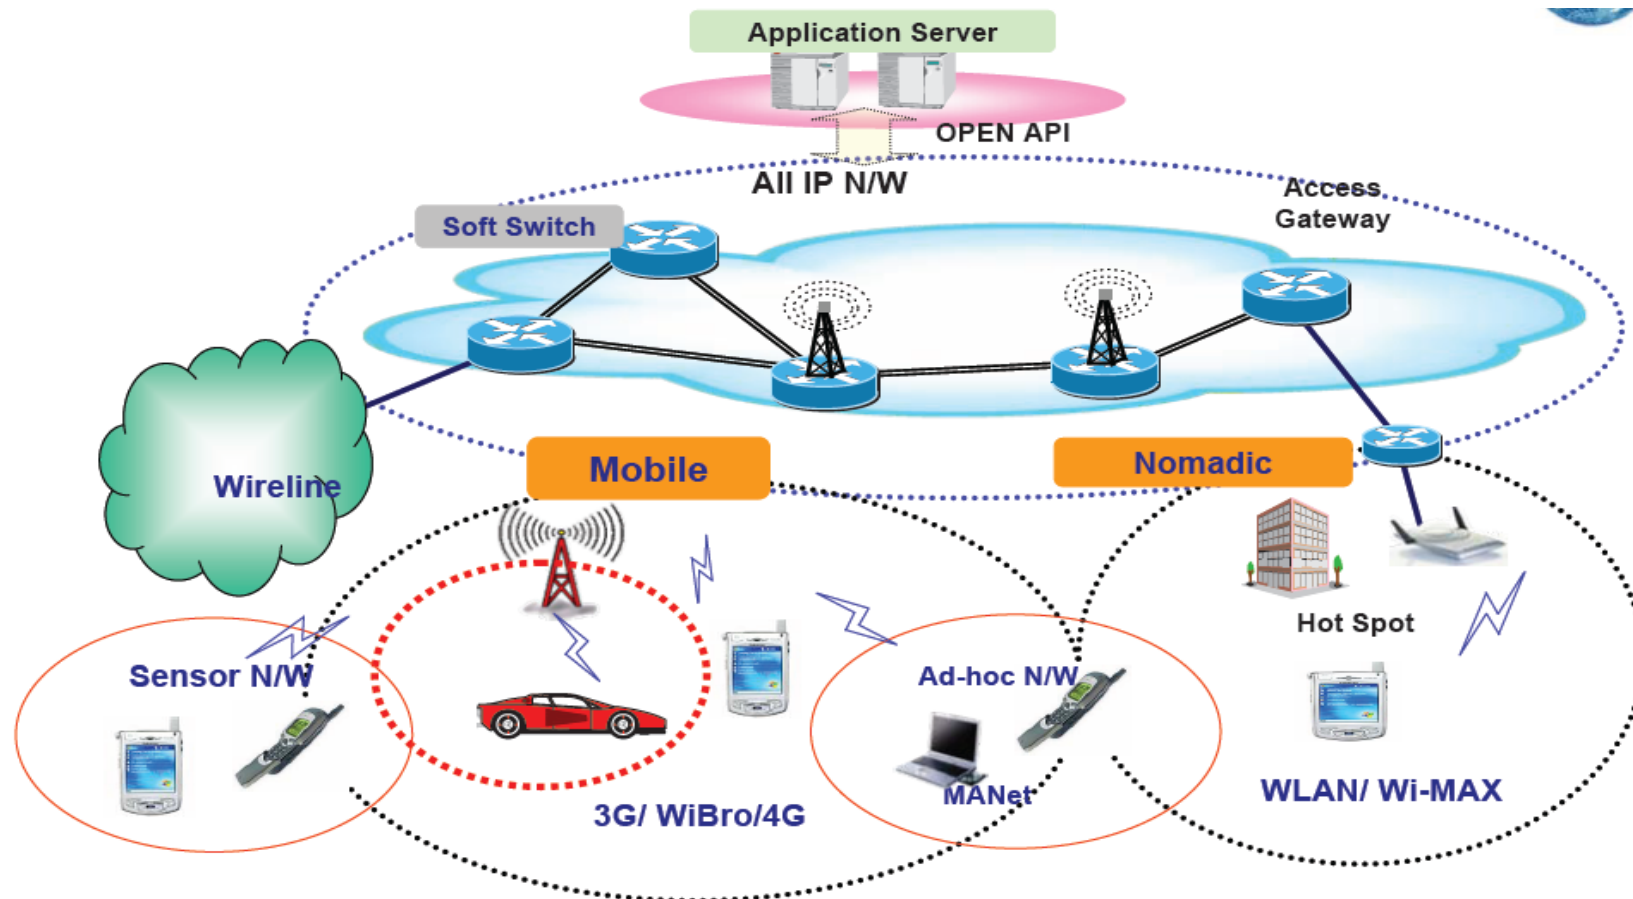 Application Server
OPEN API
All IP N/W
Access
Gateway
Soft Switch
Wireline
Mobile
Nomadic
Hot Spot
Sensor N/W
Ad-hoc N/W
MANet
3G/ WiBro/4G
WLAN/ Wi-MAX